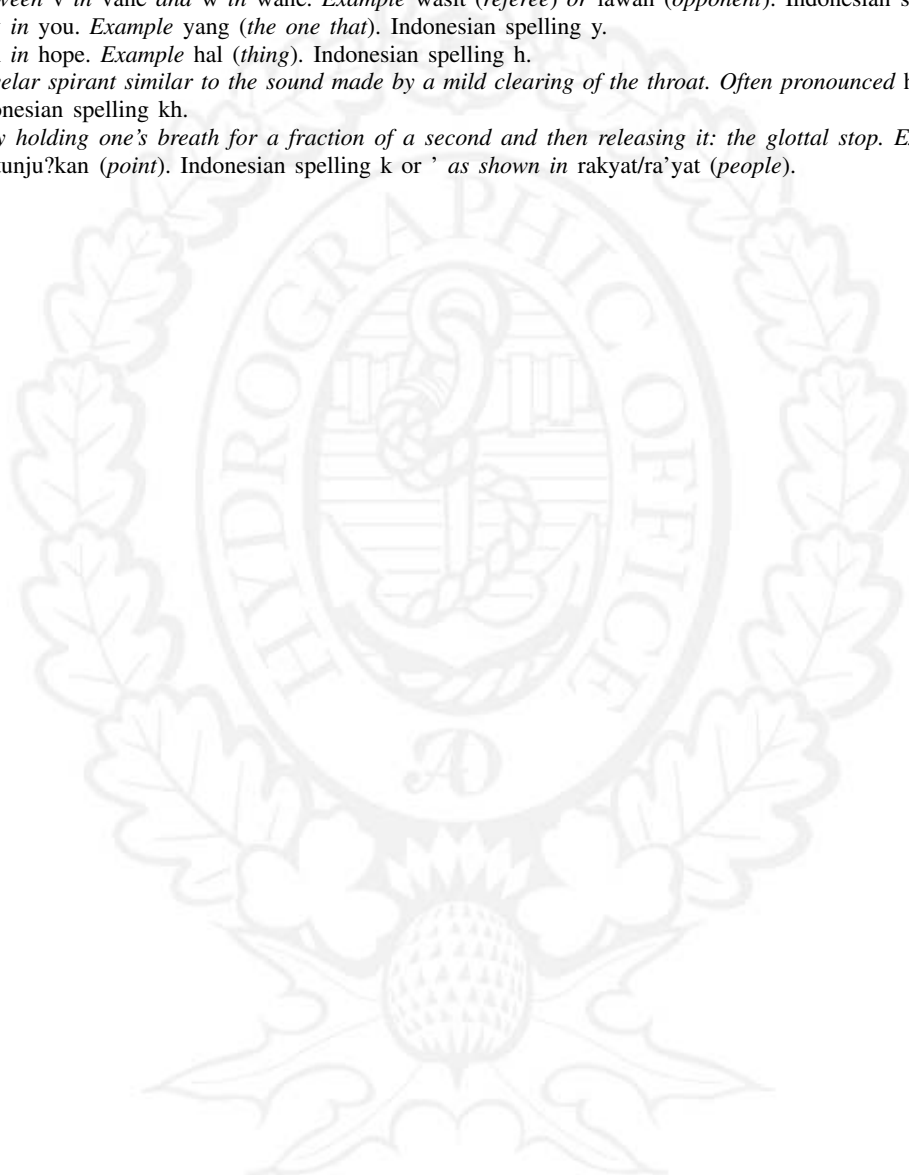 ween v in vane and w in wane. Example wasit (referee) or lawan (opponent). Indonesian s
in you. Example yang (the one that). Indonesian spelling y.
in hope. Example hal (thing). Indonesian spelling h.
elar spirant similar to the sound made by a mild clearing of the throat. Often pronounced h
onesian spelling kh.
y holding one's breath for a fraction of a second and then releasing it: the glottal stop. E
unju?kan (point). Indonesian spelling k or ' as shown in rakyat/ra'yat (people).
HYDROGRAPHIC OFFICE